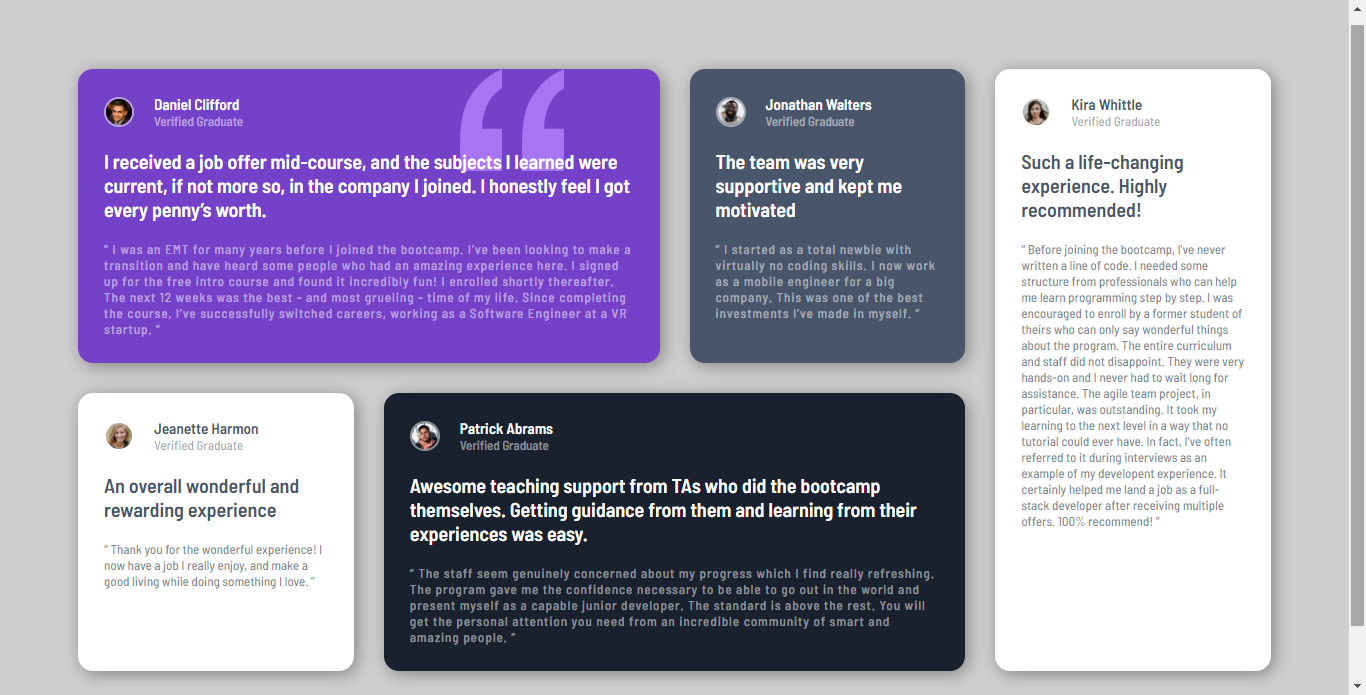 Daniel Clifford
Verified Graduate
I received a job offer mid-course, and the subjects I learned were
current, if not more so, in the company I joined. I honestly feel I got
every penny’s worth.
“ I was an EMT for many years before I joined the bootcamp. I’ve been looking to make a
transition and have heard some people who had an amazing experience here. I signed
up for the free intro course and found it incredibly fun! I enrolled shortly thereafter.
The next 12 weeks was the best - and most grueling - time of my life. Since completing
the course, I’ve successfully switched careers, working as a Software Engineer at a VR
startup. ”
Jonathan Walters
Verified Graduate
The team was very
supportive and kept me
motivated
“ I started as a total newbie with
virtually no coding skills. I now work
as a mobile engineer for a big
company. This was one of the best
investments I’ve made in myself. ”
Kira Whittle
Verified Graduate
Such a life-changing
experience. Highly
recommended!
“ Before joining the bootcamp, I’ve never
written a line of code. I needed some
structure from professionals who can help
me learn programming step by step. I was
encouraged to enroll by a former student of
theirs who can only say wonderful things
about the program. The entire curriculum
and staff did not disappoint. They were very
hands-on and I never had to wait long for
assistance. The agile team project, in
particular, was outstanding. It took my
learning to the next level in a way that no
tutorial could ever have. In fact, I’ve often
referred to it during interviews as an
example of my developent experience. It
certainly helped me land a job as a full-
stack developer after receiving multiple
offers. 100% recommend! ”
Jeanette Harmon
Verified Graduate
An overall wonderful and
rewarding experience
“ Thank you for the wonderful experience! I
now have a job I really enjoy, and make a
good living while doing something I love. ”
Patrick Abrams
Verified Graduate
Awesome teaching support from TAs who did the bootcamp
themselves. Getting guidance from them and learning from their
experiences was easy.
“ The staff seem genuinely concerned about my progress which I find really refreshing.
The program gave me the confidence necessary to be able to go out in the world and
present myself as a capable junior developer. The standard is above the rest. You will
get the personal attention you need from an incredible community of smart and
amazing people. ”